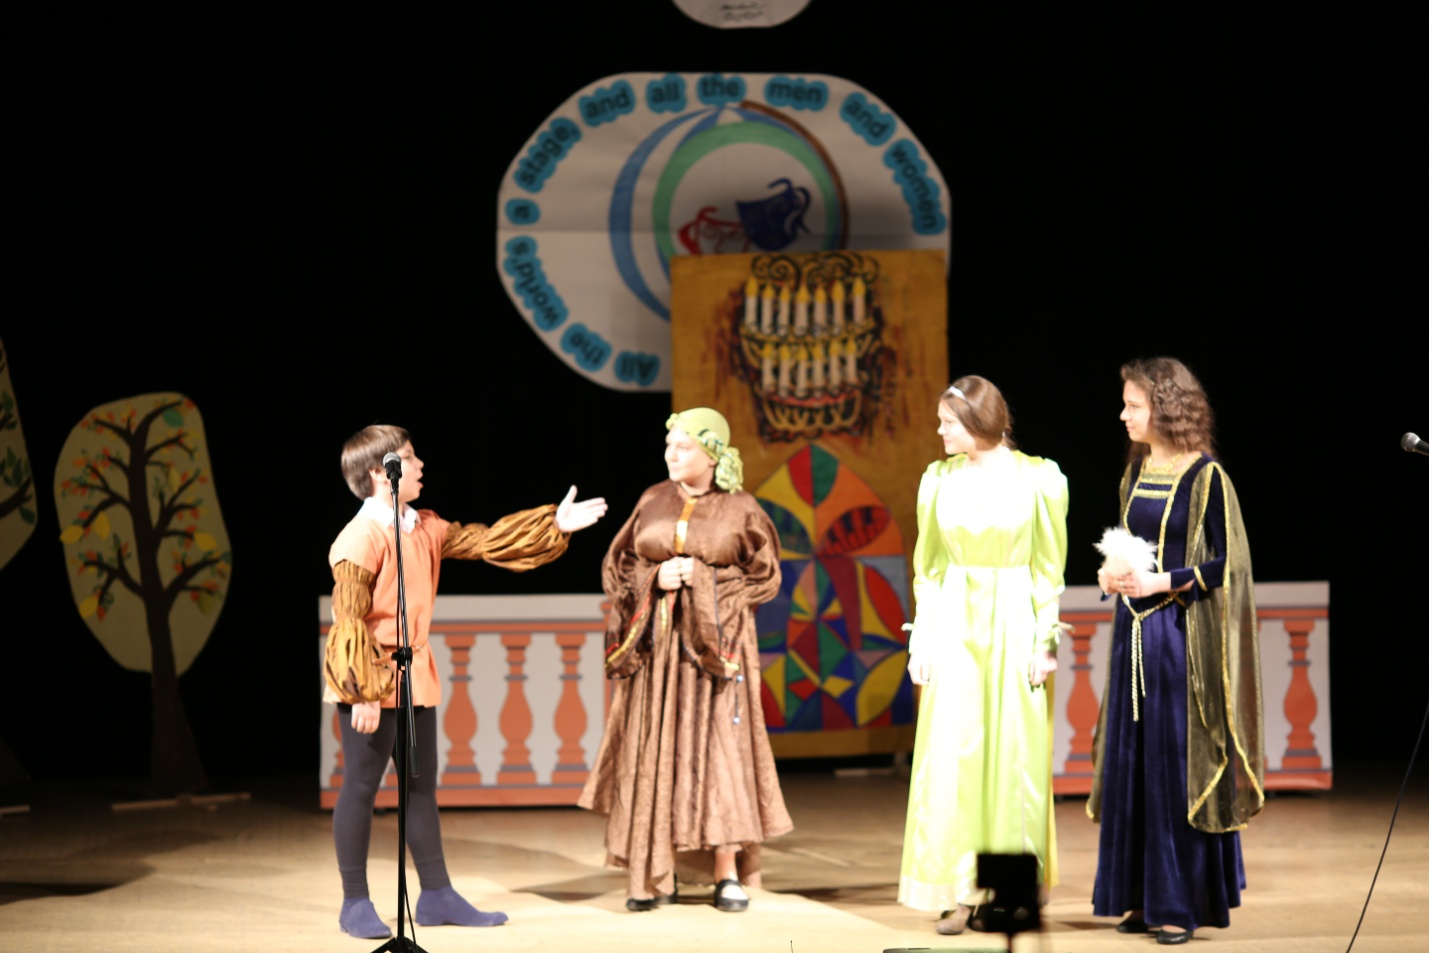 All the world's a stage, and all the men and women